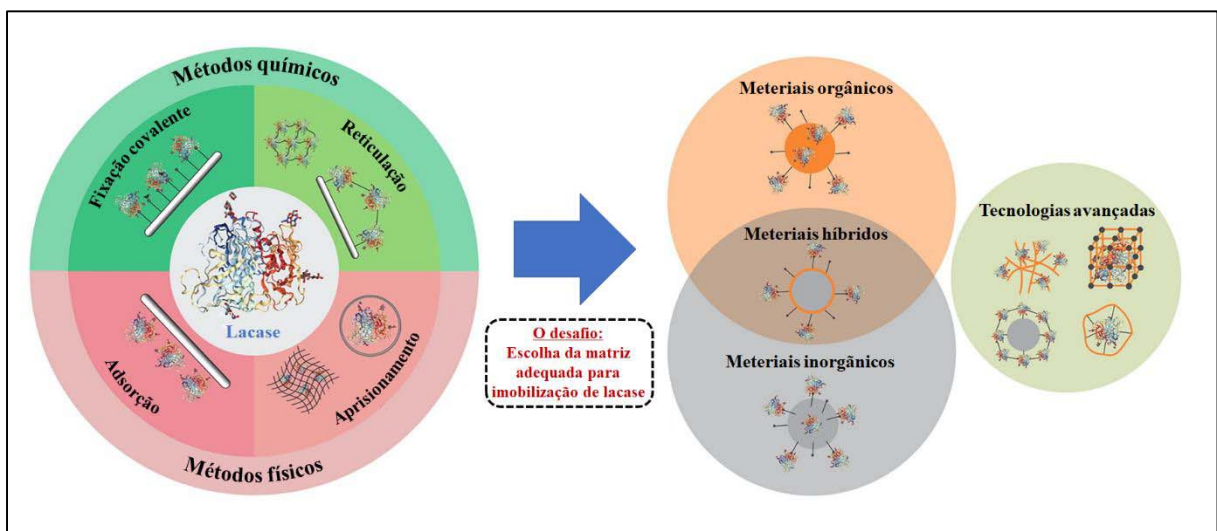 Métodos químicos
Fixação covalente
Reticulação
Lacase
Adsorção
Aprisionamento
Métodos físicos
O desafio:
Escolha da matriz
adequada para
imobilização de lacase
Meteriais orgânicos
Meteriais híbridos
Meteriais inorgânicos
Tecnologias avançadas